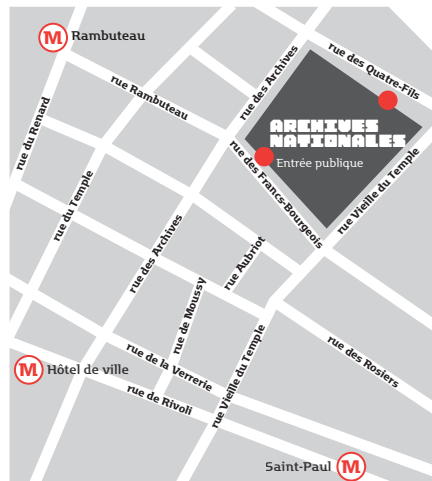 M Rambuteau
rue des Quatre-Fils
rue des Archives
rue Rambuteau
ARCHIVES
NATIONALES
Entrée publique
rue du Renard
rue des Francs-Bourgeois
rue Vieille du Temple
rue du Temple
rue des Archives
rue Aubriot
rue de Moussy
rue des Rosiers
rue Vieille du Temple
M Hôtel de ville
rue de la Verrerie
rue de Rivoli
Saint-Paul M